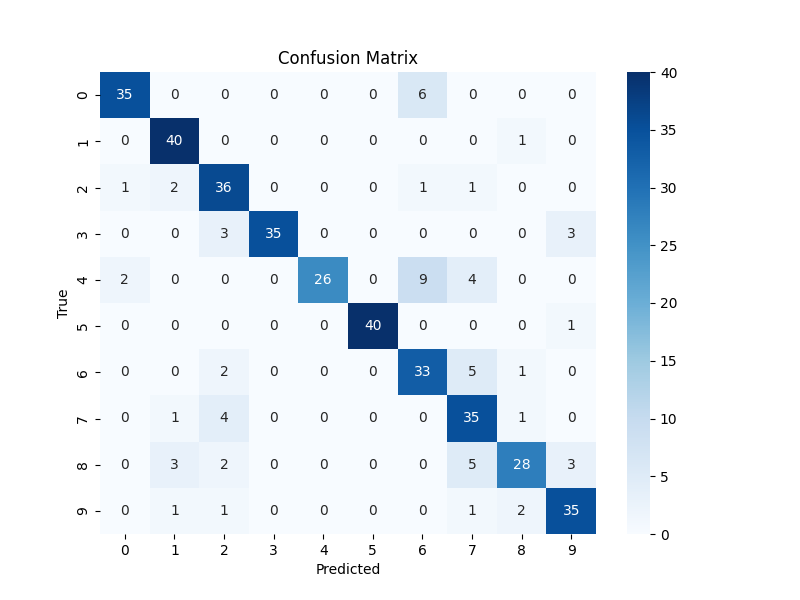 Confusion Matrix
0 35 0 0 0 0 0 6 0 0 0
1 0 40 0 0 0 0 0 0 1 0
2 1 2 36 0 0 0 1 1 0 0
3 0 0 3 35 0 0 0 0 0 3
4 2 0 0 0 26 0 9 4 0 0
5 0 0 0 0 0 40 0 0 0 1
6 0 0 2 0 0 0 33 5 1 0
7 0 1 4 0 0 0 0 35 1 0
8 0 3 2 0 0 0 0 5 28 3
9 0 1 1 0 0 0 0 1 2 35
0 1 2 3 4 5 6 7 8 9
Predicted
True
40
35
30
25
20
15
10
5
0